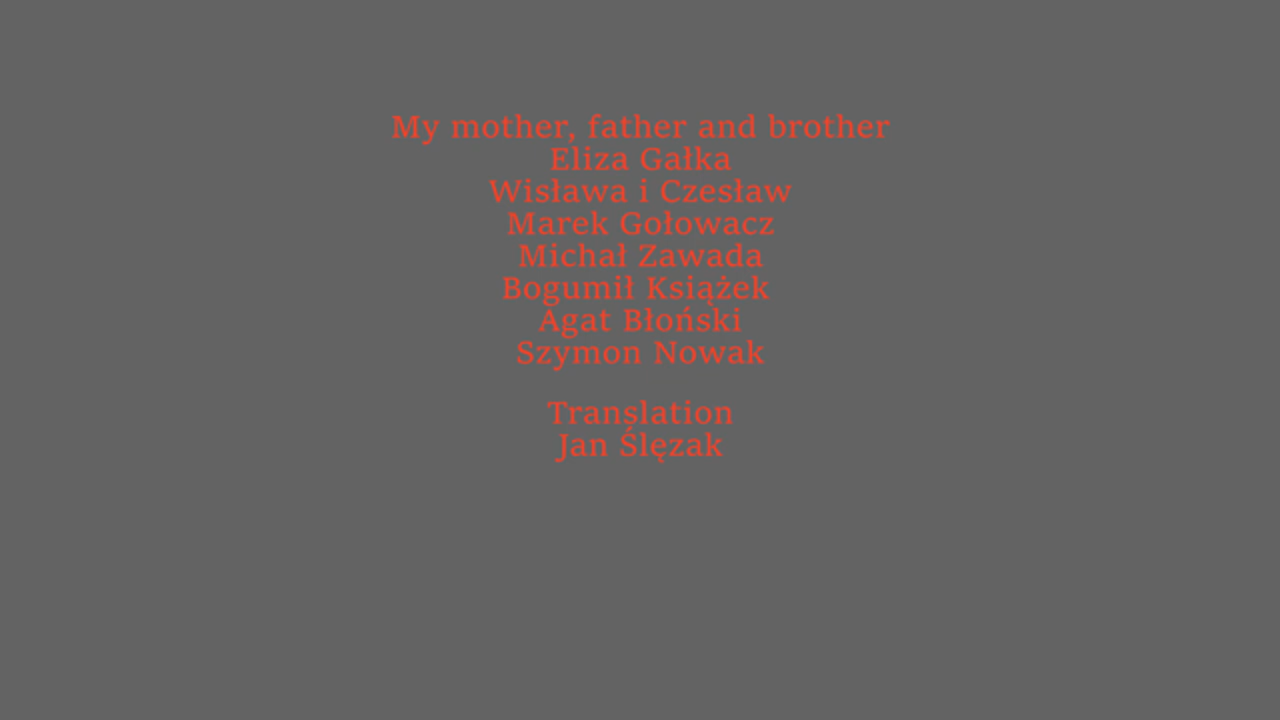 My mother, father and brother
Eliza Gałka
Wisława i Czesław
Marek Gołowacz
Michał Zawada
Bogumił Książek
Agat Błoński
Szymon Nowak
Translation
Jan Ślęzak